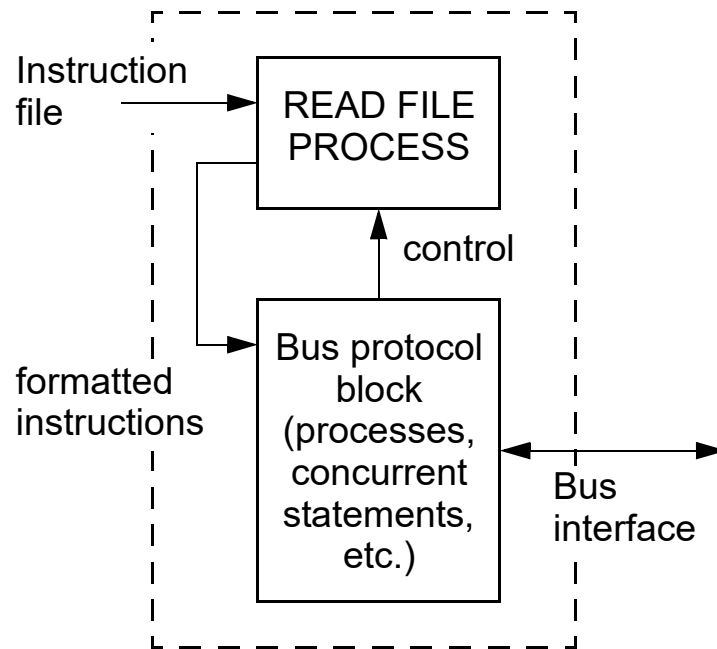 Instruction
file
READ FILE
PROCESS
control
formatted
instructions
Bus protocol
block
(processes,
concurrent
statements,
etc.)
Bus
interface